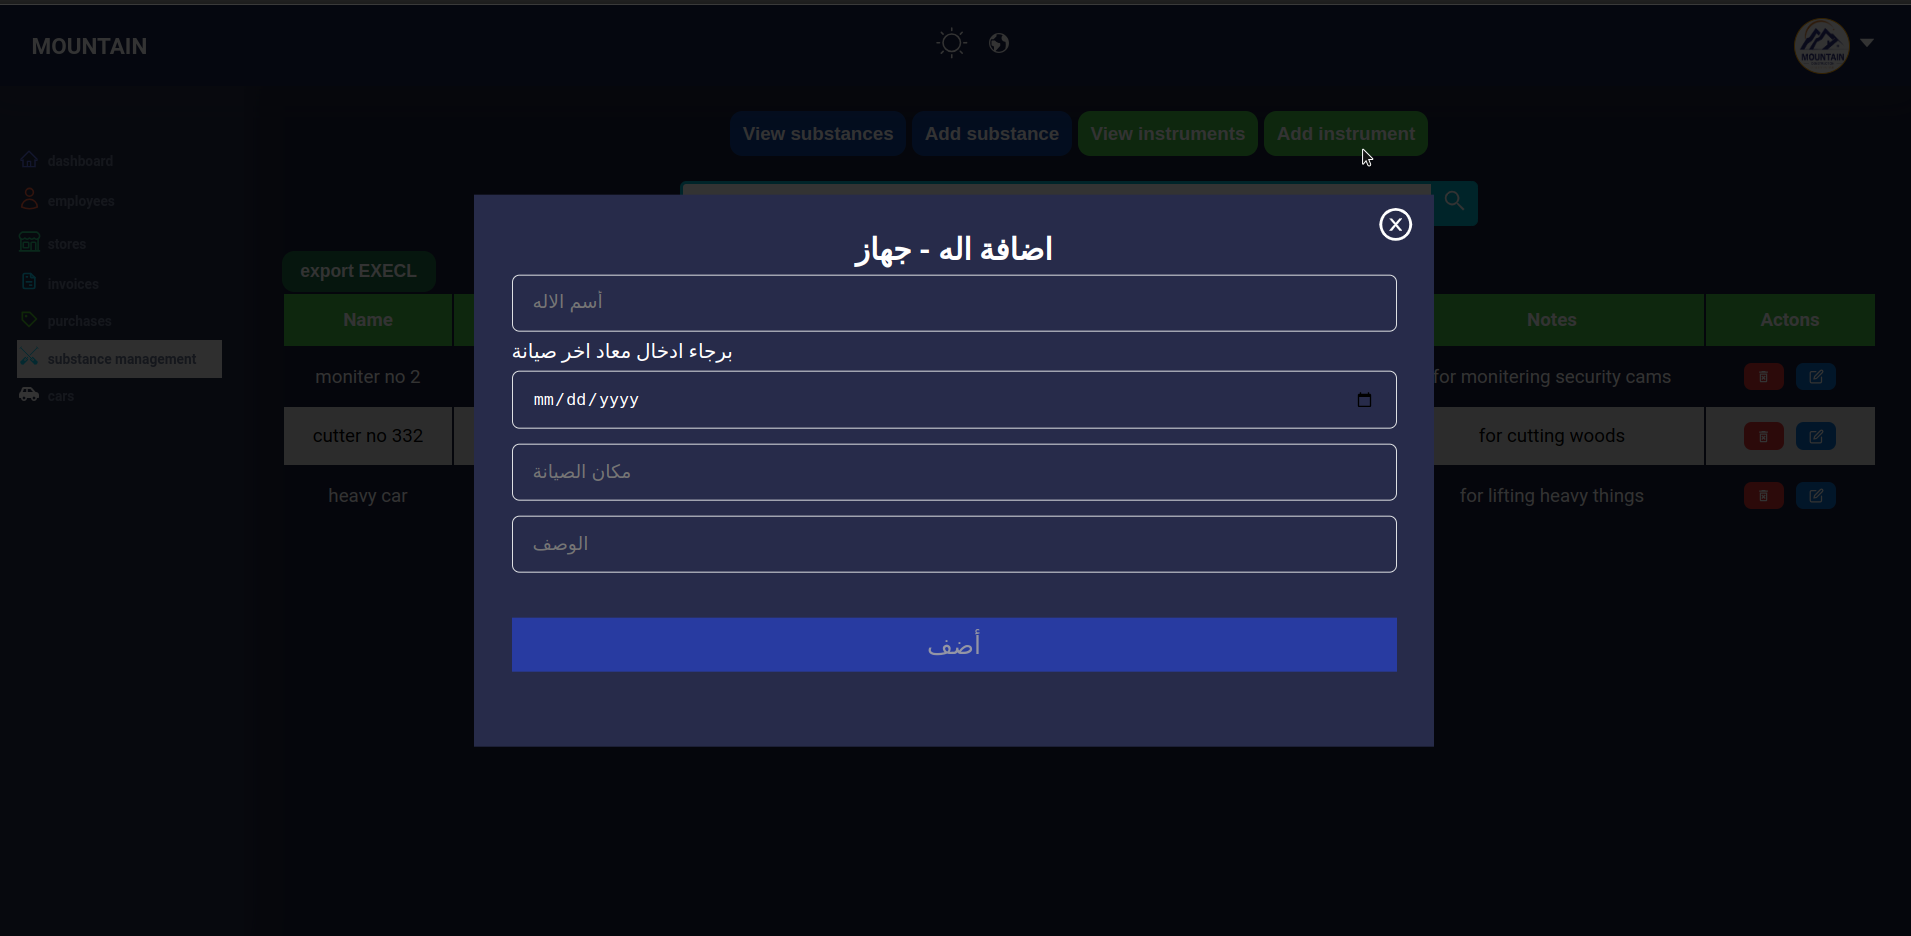 MOUNTAIN
MOUNTAIN
View substances
Add substance
View instruments
Add instrument
dashboard
employees
stores
invoices
purchases
substance management
cars
export EXECL
Name
Notes
Actons
moniter no 2
for monitering security cams
cutter no 332
for cutting woods
heavy car
for lifting heavy things
X
اضافة اله - جهاز
أسم الاله
برجاء ادخال معاد اخر صيانة
mm/dd/yyyy
مكان الصيانة
الوصف
أضف